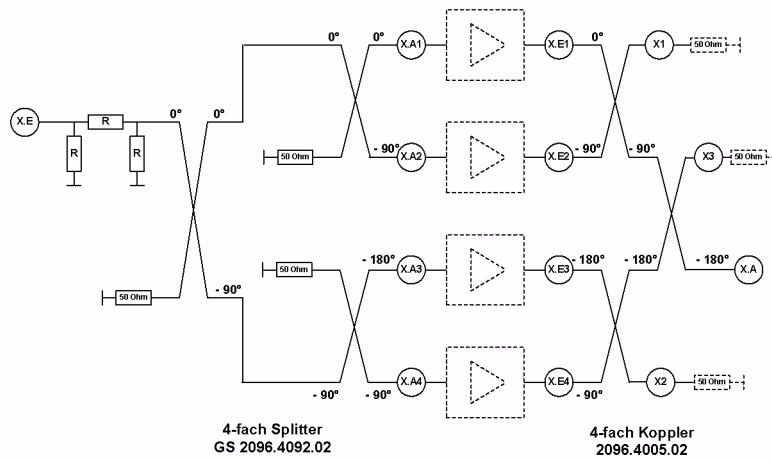 0° 0° X.A1 X.E1 0° X1 50 Ohm
X.E R 0° 0°
R R
50 Ohm - 90° X.A2 X.E2 - 90° - 90° X3 50 Ohm
50 Ohm - 180° X.A3 X.E3 - 180° - 180° - 180° X.A
50 Ohm - 90°
- 90° - 90° X.A4 X.E4 - 90° X2 50 Ohm
4-fach Splitter
GS 2096.4092.02
4-fach Koppler
2096.4005.02